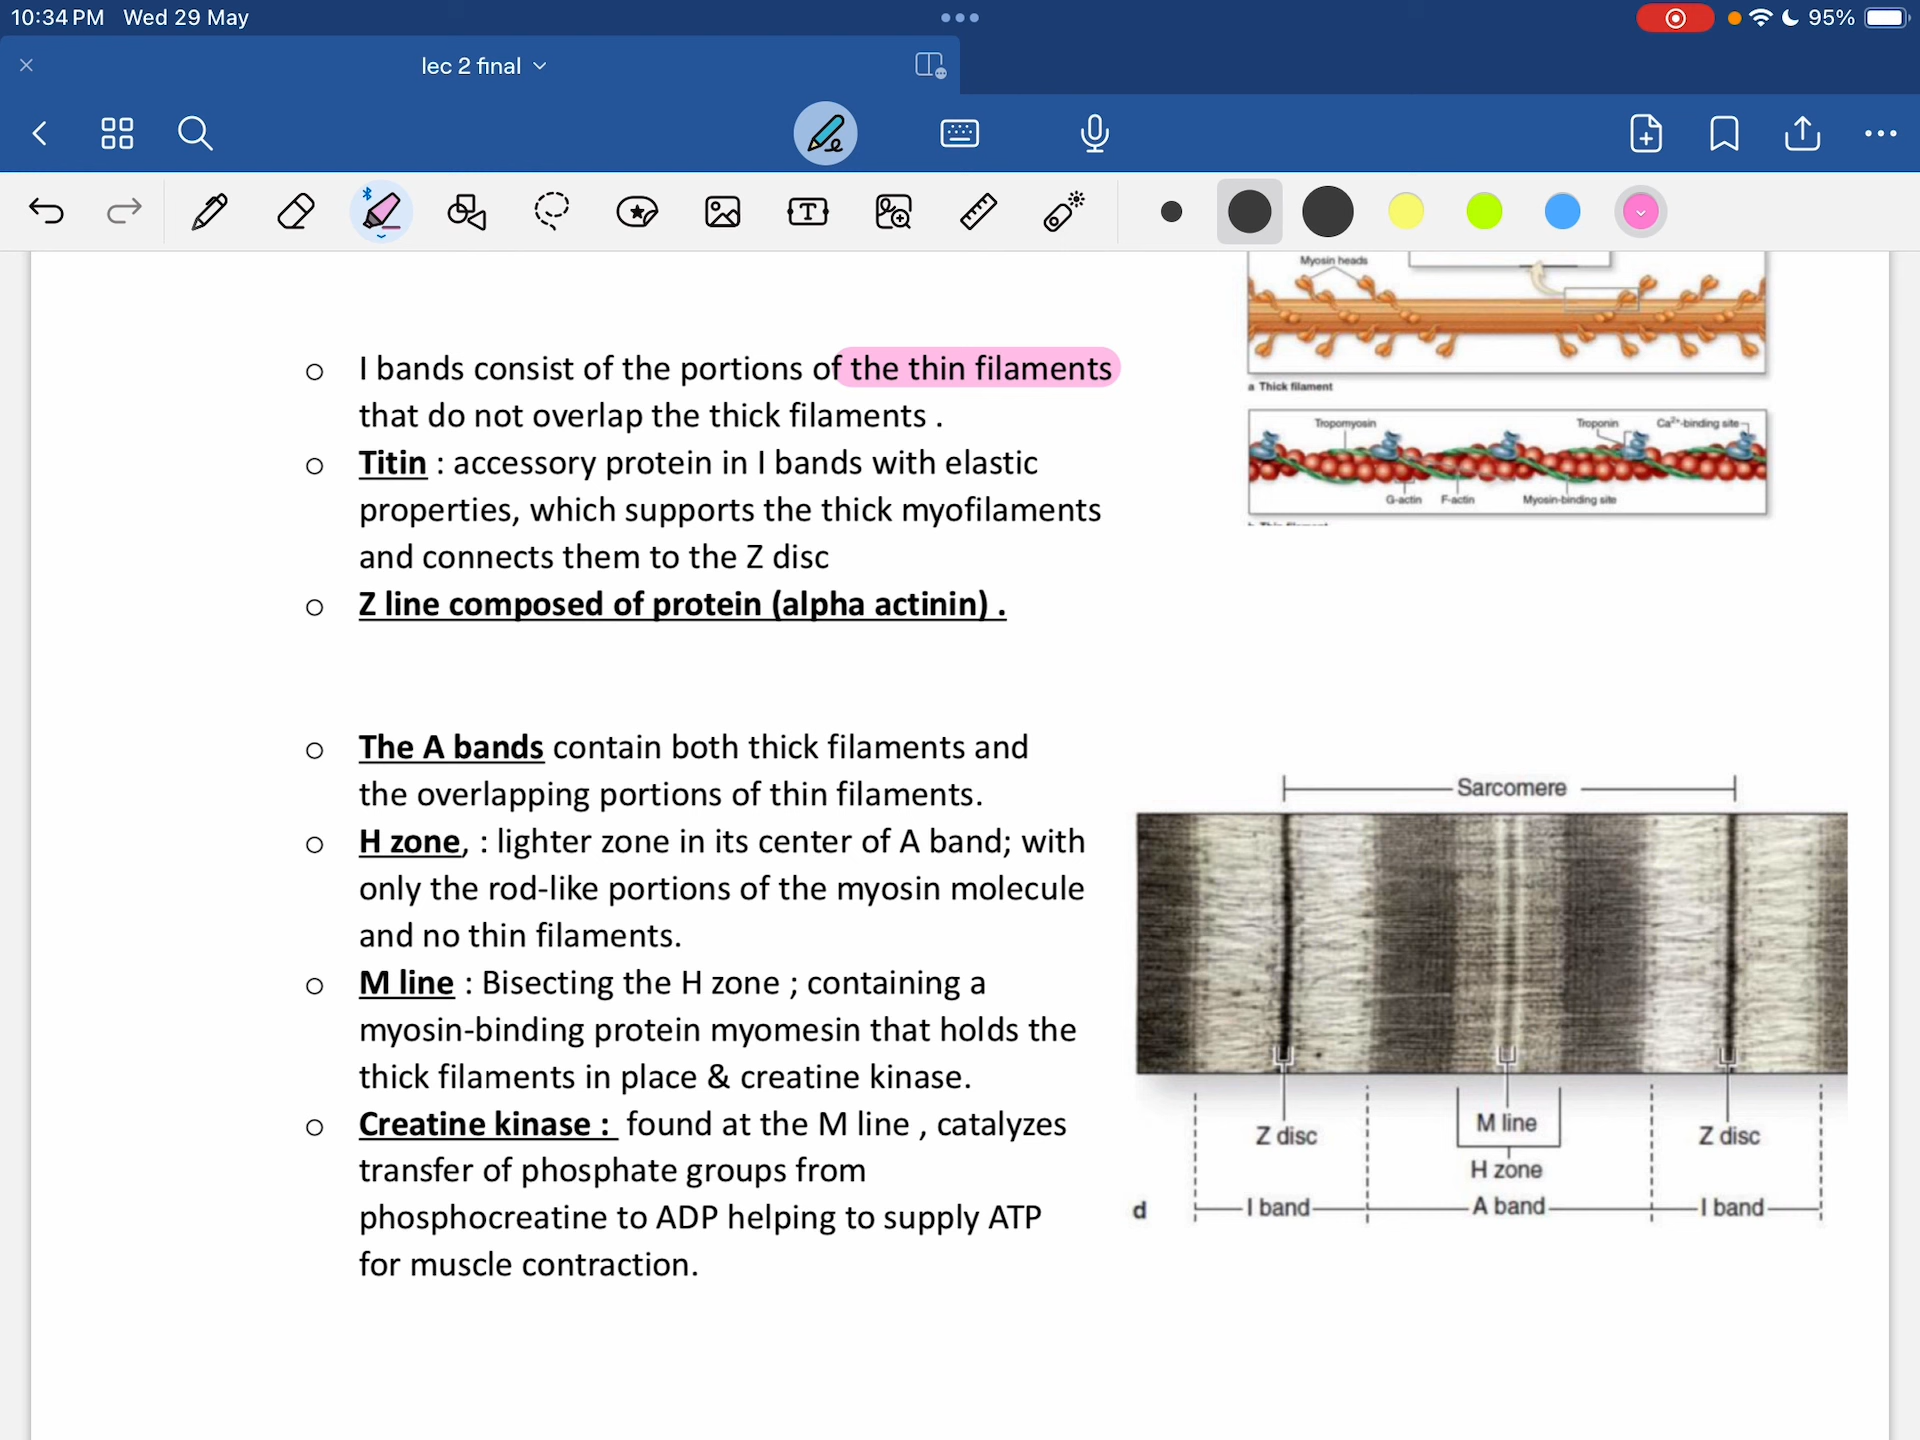 10:34 PM Wed 29 May
95%
lec 2 final
Myosin heads
a Thick filament
Tropomyosin Troponin Ca²⁺-binding site
G-actin F-actin Myosin-binding site
○ I bands consist of the portions of the thin filaments
that do not overlap the thick filaments .
○ Titin : accessory protein in I bands with elastic
properties, which supports the thick myofilaments
and connects them to the Z disc
○ Z line composed of protein (alpha actinin) .
○ The A bands contain both thick filaments and
the overlapping portions of thin filaments.
○ H zone, : lighter zone in its center of A band; with
only the rod-like portions of the myosin molecule
and no thin filaments.
○ M line : Bisecting the H zone ; containing a
myosin-binding protein myomesin that holds the
thick filaments in place & creatine kinase.
○ Creatine kinase : found at the M line , catalyzes
transfer of phosphate groups from
phosphocreatine to ADP helping to supply ATP
for muscle contraction.
Sarcomere
Z disc M line Z disc
H zone
d I band A band I band